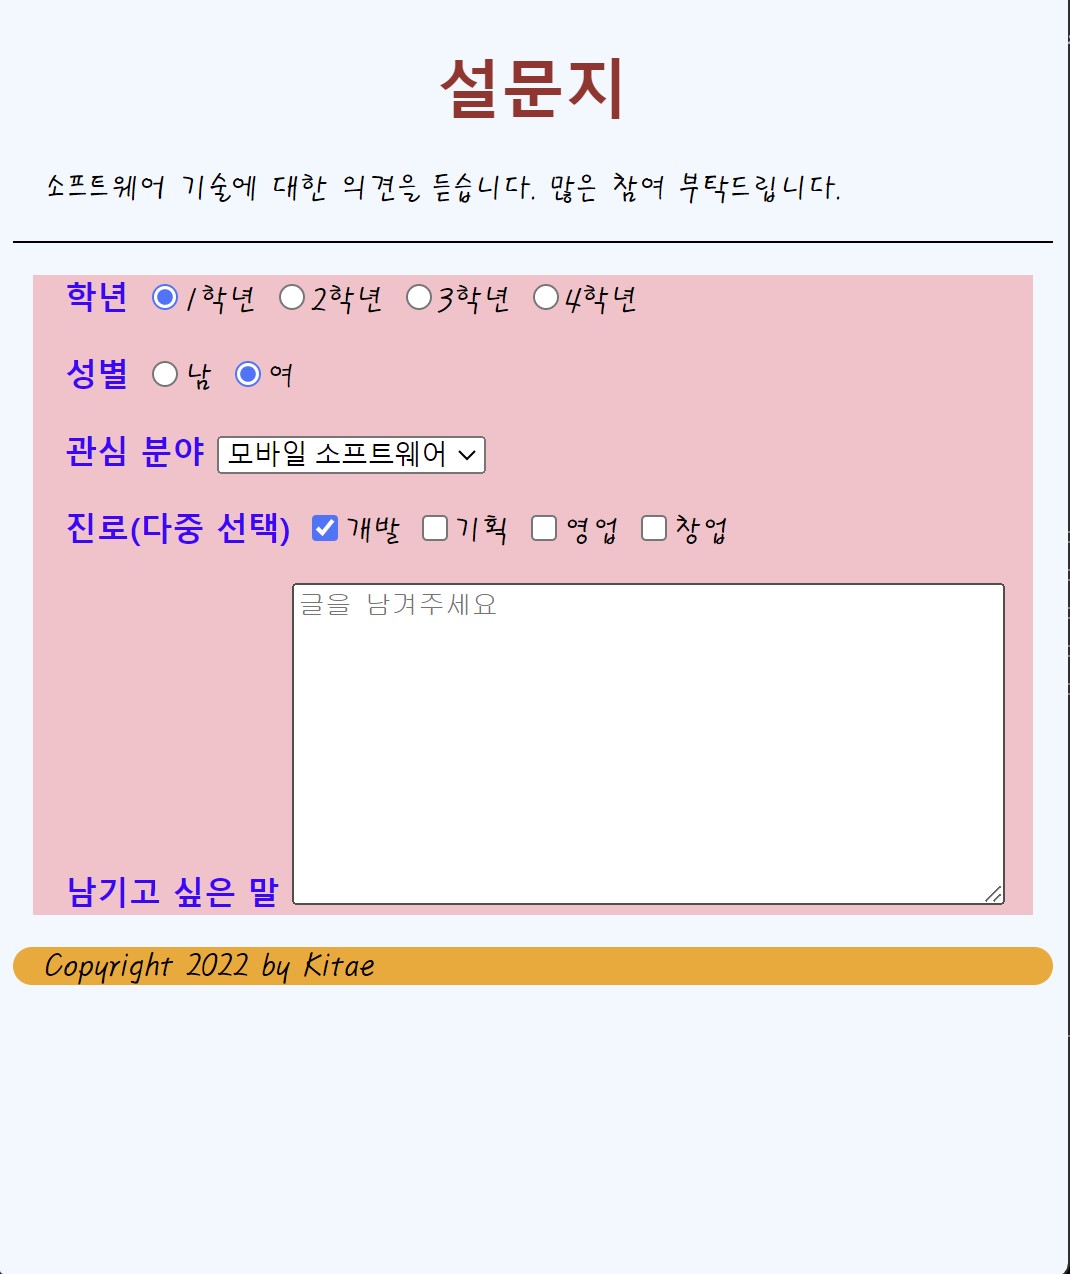 설문지
소프트웨어 기술에 대한 의견을 듣습니다. 많은 참여 부탁드립니다.
학년 1학년 2학년 3학년 4학년
성별 남 여
관심 분야 모바일 소프트웨어
진로(다중 선택) 개발 기획 영업 창업
글을 남겨주세요
남기고 싶은 말
Copyright 2022 by Kitae